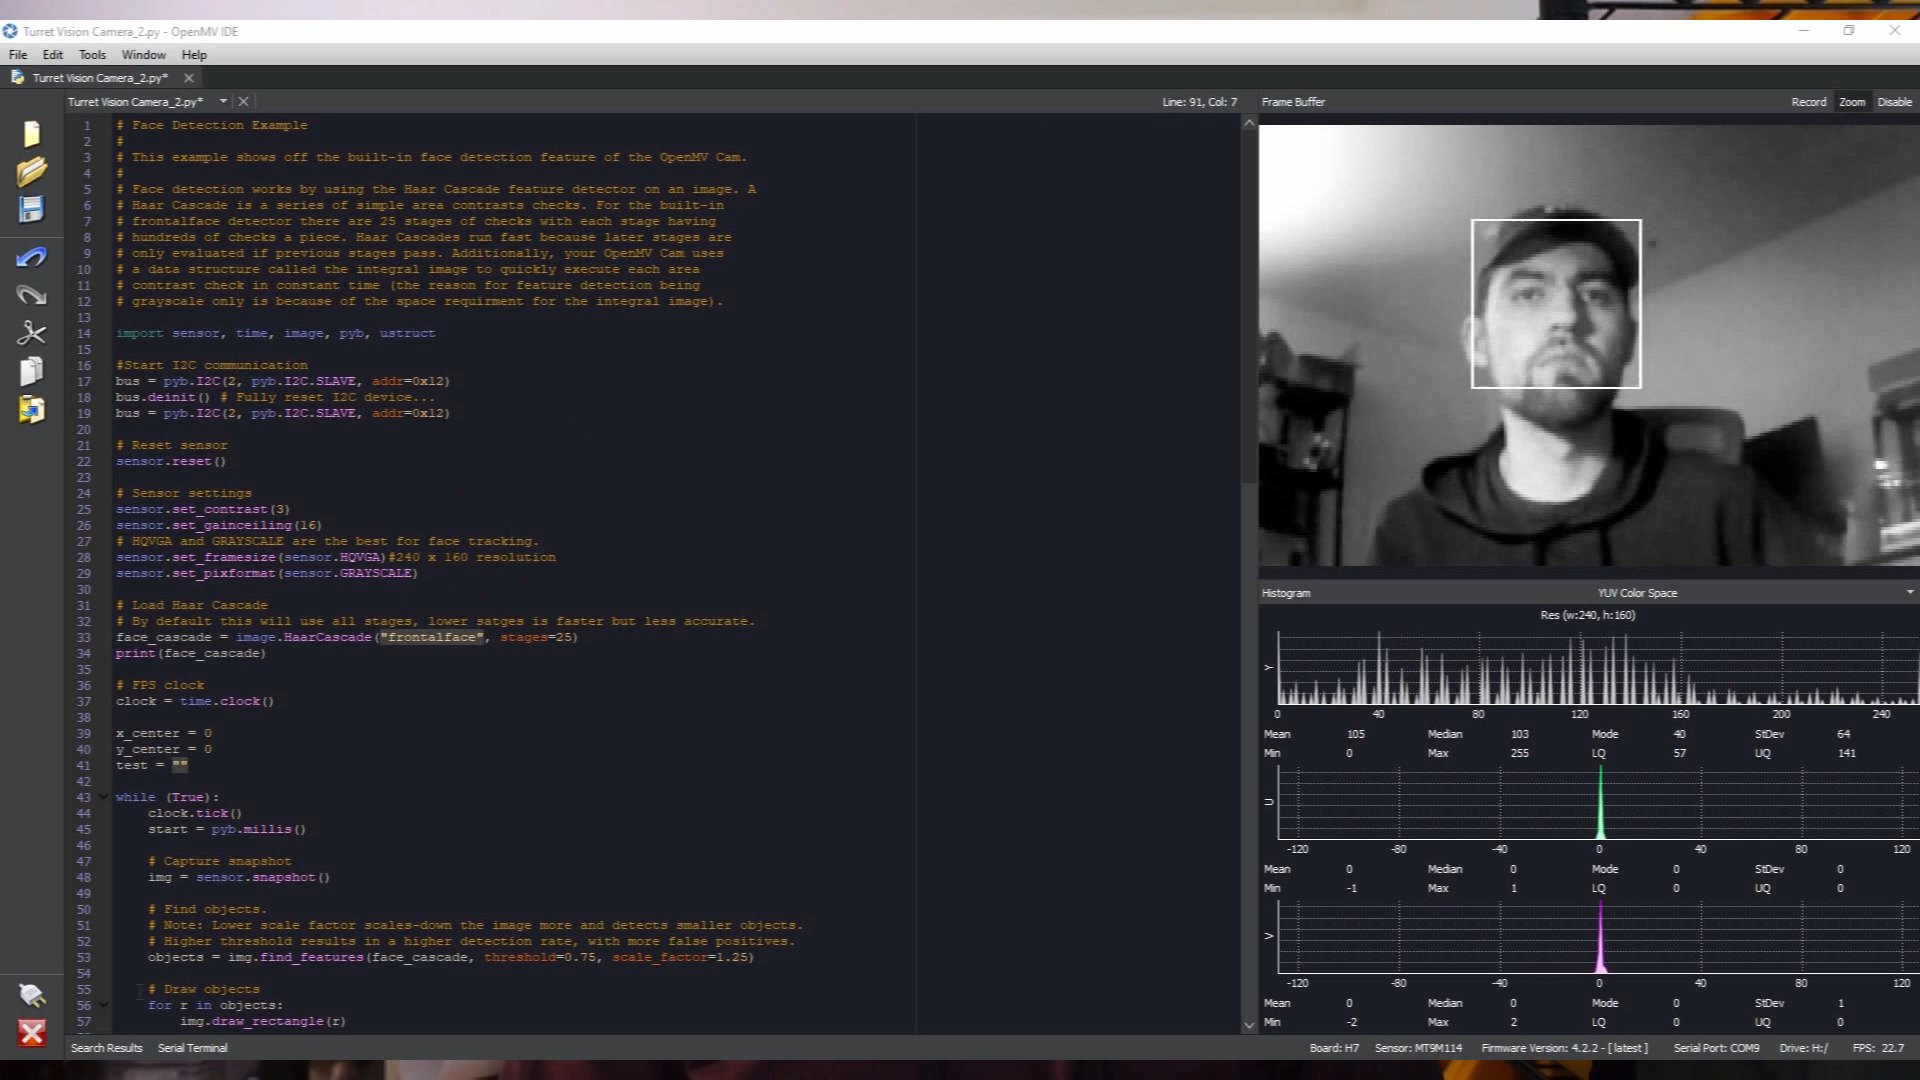 Turret Vision Camera_2.py - OpenMV IDE
File Edit Tools Window Help
Turret Vision Camera_2.py*
Turret Vision Camera_2.py* Line: 91, Col: 7 Frame Buffer Record Zoom Disable
1 # Face Detection Example
2 #
3 # This example shows off the built-in face detection feature of the OpenMV Cam.
4 #
5 # Face detection works by using the Haar Cascade feature detector on an image. A
6 # Haar Cascade is a series of simple area contrasts checks. For the built-in
7 # frontalface detector there are 25 stages of checks with each stage having
8 # hundreds of checks a piece. Haar Cascades run fast because later stages are
9 # only evaluated if previous stages pass. Additionally, your OpenMV Cam uses
10 # a data structure called the integral image to quickly execute each area
11 # contrast check in constant time (the reason for feature detection being
12 # grayscale only is because of the space requirment for the integral image).
13
14 import sensor, time, image, pyb, ustruct
15
16 #Start I2C communication
17 bus = pyb.I2C(2, pyb.I2C.SLAVE, addr=0x12)
18 bus.deinit() # Fully reset I2C device...
19 bus = pyb.I2C(2, pyb.I2C.SLAVE, addr=0x12)
20
21 # Reset sensor
22 sensor.reset()
23
24 # Sensor settings
25 sensor.set_contrast(3)
26 sensor.set_gainceiling(16)
27 # HQVGA and GRAYSCALE are the best for face tracking.
28 sensor.set_framesize(sensor.HQVGA)#240 x 160 resolution
29 sensor.set_pixformat(sensor.GRAYSCALE)
30
31 # Load Haar Cascade
32 # By default this will use all stages, lower satges is faster but less accurate.
33 face_cascade = image.HaarCascade("frontalface", stages=25)
34 print(face_cascade)
35
36 # FPS clock
37 clock = time.clock()
38
39 x_center = 0
40 y_center = 0
41 test = ""
42
43 while (True):
44 clock.tick()
45 start = pyb.millis()
46
47 # Capture snapshot
48 img = sensor.snapshot()
49
50 # Find objects.
51 # Note: Lower scale factor scales-down the image more and detects smaller objects.
52 # Higher threshold results in a higher detection rate, with more false positives.
53 objects = img.find_features(face_cascade, threshold=0.75, scale_factor=1.25)
54
55 # Draw objects
56 for r in objects:
57 img.draw_rectangle(r)
Histogram YUV Color Space
Res (w:240, h:160)
Y
0 40 80 120 160 200 240
Mean 105 Median 103 Mode 40 StDev 64
Min 0 Max 255 LQ 57 UQ 141
U
-120 -80 -40 0 40 80 120
Mean 0 Median 0 Mode 0 StDev 0
Min -1 Max 1 LQ 0 UQ 0
V
-120 -80 -40 0 40 80 120
Mean 0 Median 0 Mode 0 StDev 1
Min -2 Max 2 LQ 0 UQ 0
Search Results Serial Terminal Board: H7 Sensor: MT9M114 Firmware Version: 4.2.2 - [ latest ] Serial Port: COM9 Drive: H:/ FPS: 22.7